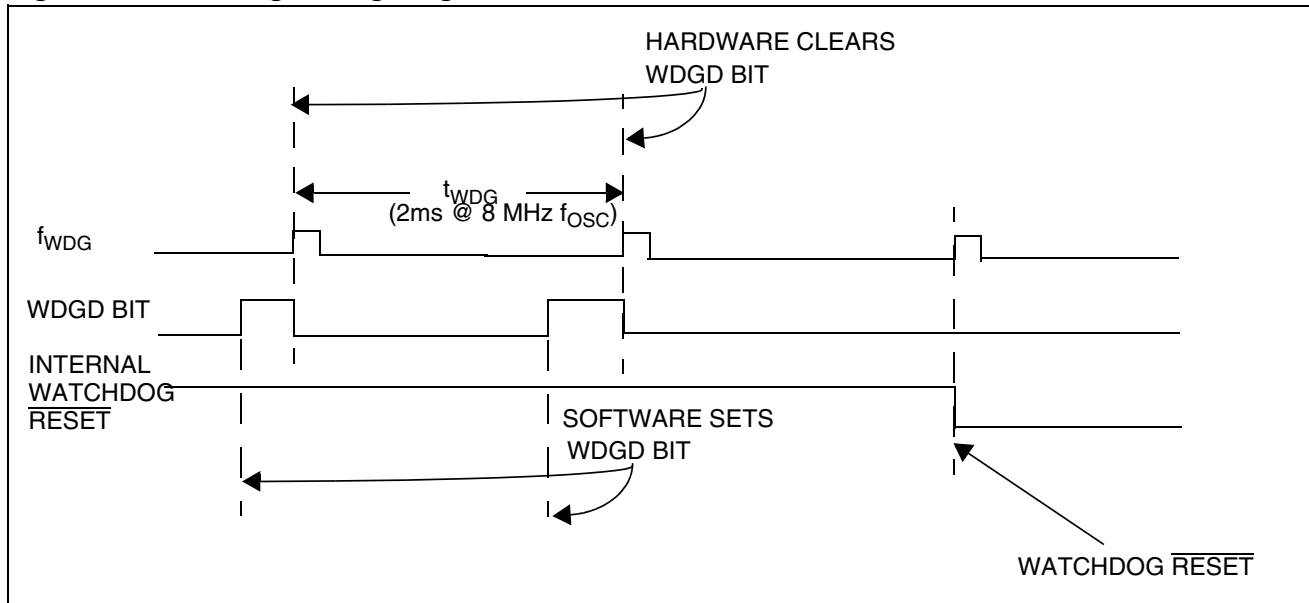 HARDWARE CLEARS
WDGD BIT
tWDG
(2ms @ 8 MHz fOSC)
fWDG
WDGD BIT
INTERNAL
WATCHDOG
RESET
SOFTWARE SETS
WDGD BIT
WATCHDOG RESET